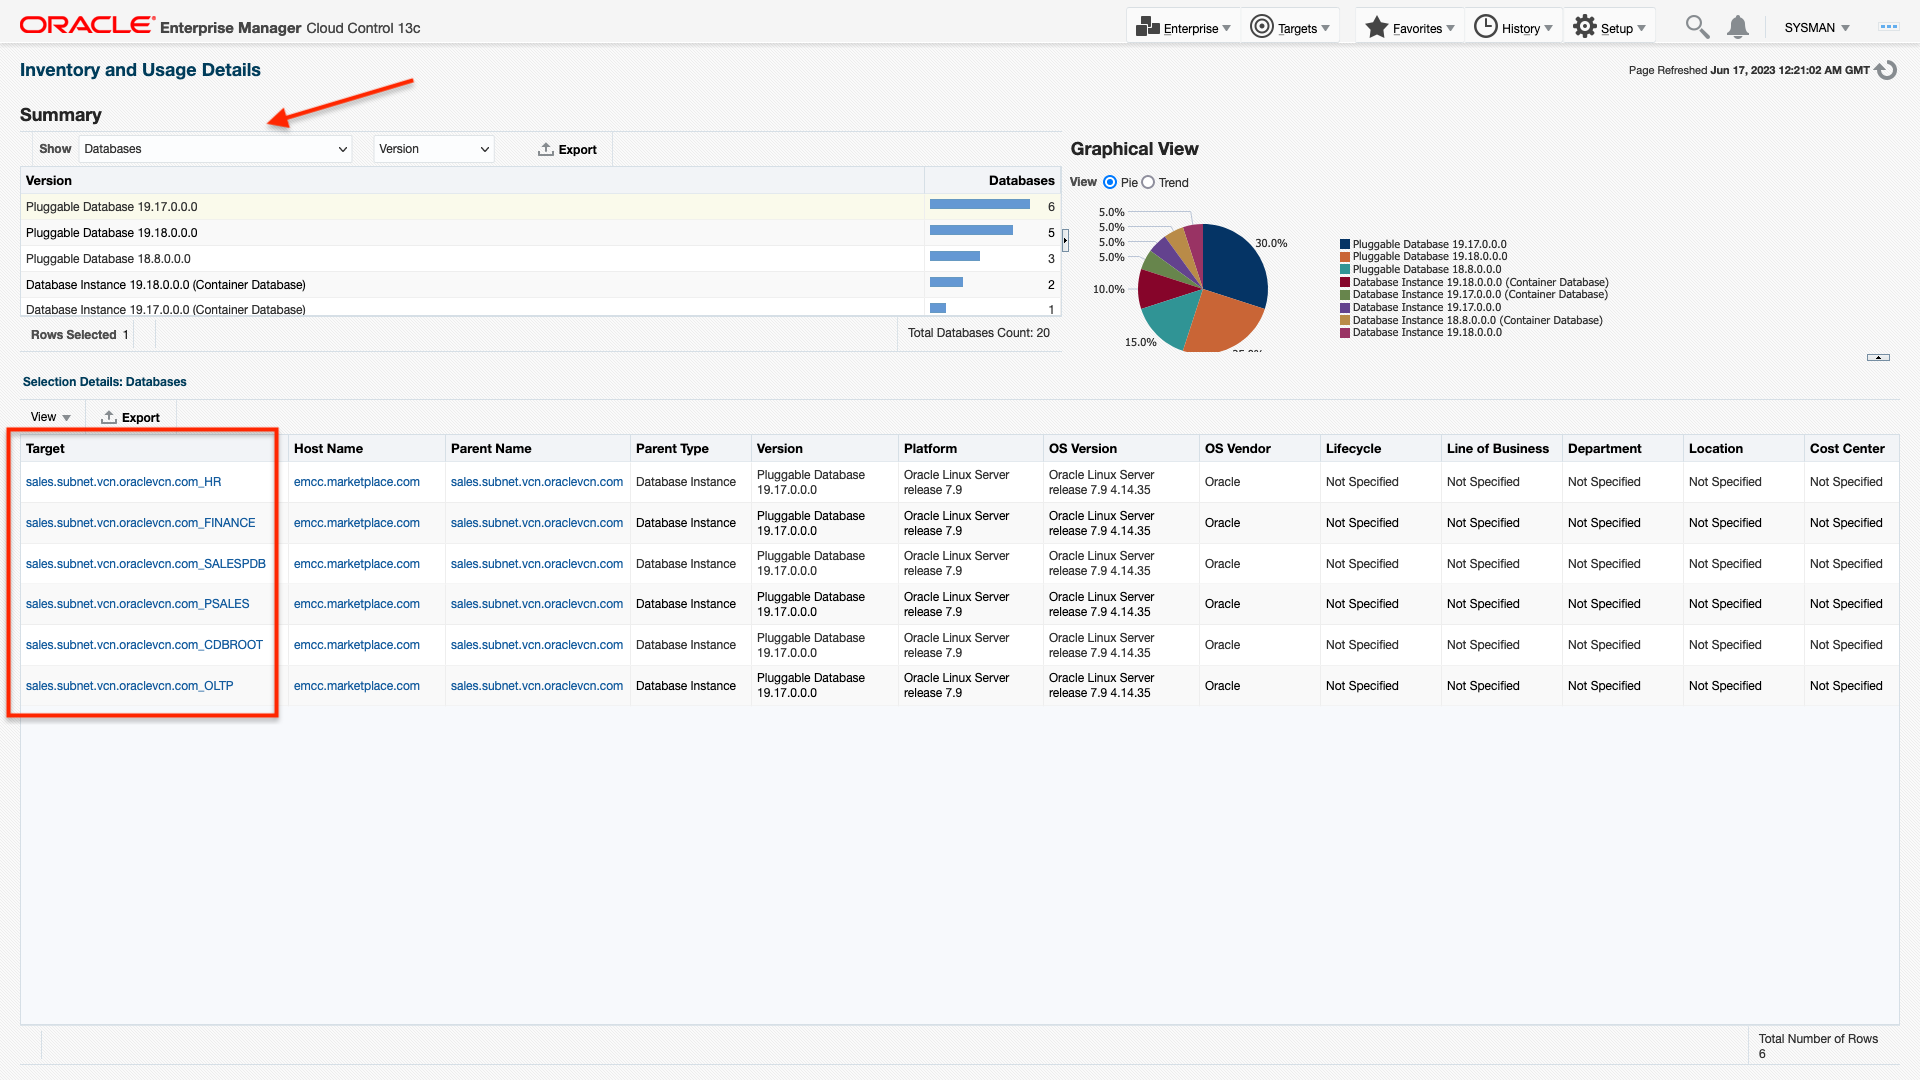 ORACLE Enterprise Manager Cloud Control 13c
Enterprise Targets Favorites History Setup SYSMAN
Inventory and Usage Details
Page Refreshed Jun 17, 2023 12:21:02 AM GMT
Summary
Show Databases Version Export
Version Databases
Pluggable Database 19.17.0.0.0 6
Pluggable Database 19.18.0.0.0 5
Pluggable Database 18.8.0.0.0 3
Database Instance 19.18.0.0.0 (Container Database) 2
Database Instance 19.17.0.0.0 (Container Database) 1
Rows Selected 1
Total Databases Count: 20
Graphical View
View Pie Trend
5.0%
5.0%
5.0%
5.0%
10.0%
15.0%
30.0%
Pluggable Database 19.17.0.0.0
Pluggable Database 19.18.0.0.0
Pluggable Database 18.8.0.0.0
Database Instance 19.18.0.0.0 (Container Database)
Database Instance 19.17.0.0.0 (Container Database)
Database Instance 19.17.0.0.0
Database Instance 18.8.0.0.0 (Container Database)
Database Instance 19.18.0.0.0
Selection Details: Databases
View Export
Target Host Name Parent Name Parent Type Version Platform OS Version OS Vendor Lifecycle Line of Business Department Location Cost Center
sales.subnet.vcn.oraclevcn.com_HR emcc.marketplace.com sales.subnet.vcn.oraclevcn.com Database Instance Pluggable Database 19.17.0.0.0 Oracle Linux Server release 7.9 Oracle Linux Server release 7.9 4.14.35 Oracle Not Specified Not Specified Not Specified Not Specified Not Specified
sales.subnet.vcn.oraclevcn.com_FINANCE emcc.marketplace.com sales.subnet.vcn.oraclevcn.com Database Instance Pluggable Database 19.17.0.0.0 Oracle Linux Server release 7.9 Oracle Linux Server release 7.9 4.14.35 Oracle Not Specified Not Specified Not Specified Not Specified Not Specified
sales.subnet.vcn.oraclevcn.com_SALESPDB emcc.marketplace.com sales.subnet.vcn.oraclevcn.com Database Instance Pluggable Database 19.17.0.0.0 Oracle Linux Server release 7.9 Oracle Linux Server release 7.9 4.14.35 Oracle Not Specified Not Specified Not Specified Not Specified Not Specified
sales.subnet.vcn.oraclevcn.com_PSALES emcc.marketplace.com sales.subnet.vcn.oraclevcn.com Database Instance Pluggable Database 19.17.0.0.0 Oracle Linux Server release 7.9 Oracle Linux Server release 7.9 4.14.35 Oracle Not Specified Not Specified Not Specified Not Specified Not Specified
sales.subnet.vcn.oraclevcn.com_CDBROOT emcc.marketplace.com sales.subnet.vcn.oraclevcn.com Database Instance Pluggable Database 19.17.0.0.0 Oracle Linux Server release 7.9 Oracle Linux Server release 7.9 4.14.35 Oracle Not Specified Not Specified Not Specified Not Specified Not Specified
sales.subnet.vcn.oraclevcn.com_OLTP emcc.marketplace.com sales.subnet.vcn.oraclevcn.com Database Instance Pluggable Database 19.17.0.0.0 Oracle Linux Server release 7.9 Oracle Linux Server release 7.9 4.14.35 Oracle Not Specified Not Specified Not Specified Not Specified Not Specified
Total Number of Rows
6